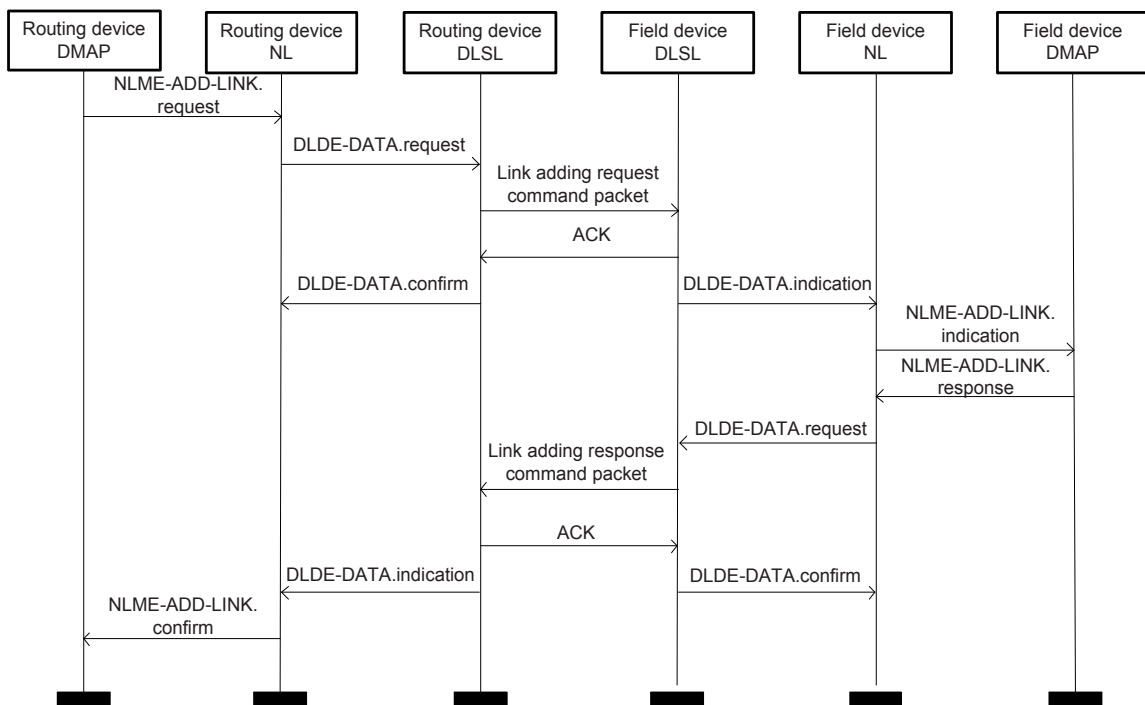 Routing device
DMAP
Routing device
NL
Routing device
DLSL
Field device
DLSL
Field device
NL
Field device
DMAP
NLME-ADD-LINK.
request
DLDE-DATA.request
Link adding request
command packet
ACK
DLDE-DATA.confirm
DLDE-DATA.indication
NLME-ADD-LINK.
indication
NLME-ADD-LINK.
response
DLDE-DATA.request
Link adding response
command packet
ACK
DLDE-DATA.indication
DLDE-DATA.confirm
NLME-ADD-LINK.
confirm